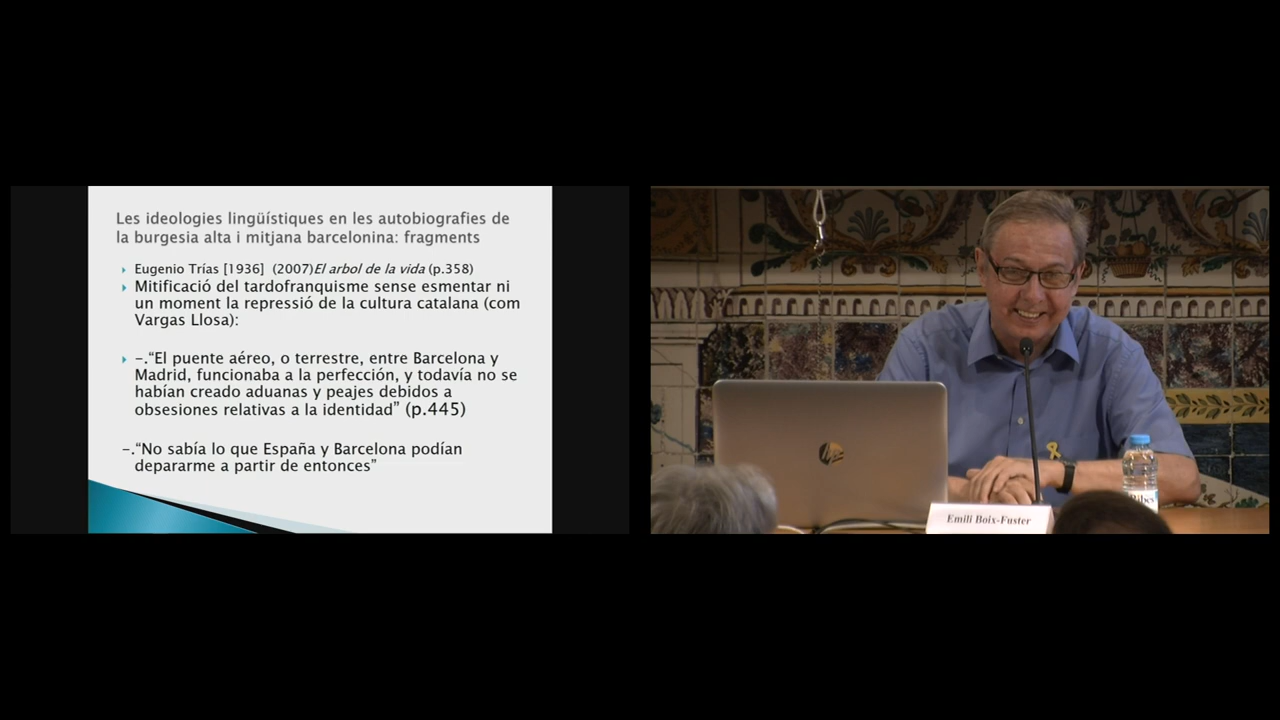 Les ideologies lingüístiques en les autobiografies de
la burgesia alta i mitjana barcelonina: fragments
Eugenio Trías [1936] (2007)El arbol de la vida (p.358)
Mitificació del tardofranquisme sense esmentar ni
un moment la repressió de la cultura catalana (com
Vargas Llosa):
–.“El puente aéreo, o terrestre, entre Barcelona y
Madrid, funcionaba a la perfección, y todavía no se
habían creado aduanas y peajes debidos a
obsesiones relativas a la identidad” (p.445)
–.“No sabía lo que España y Barcelona podían
depararme a partir de entonces”
Emili Boix-Fuster
Ribes